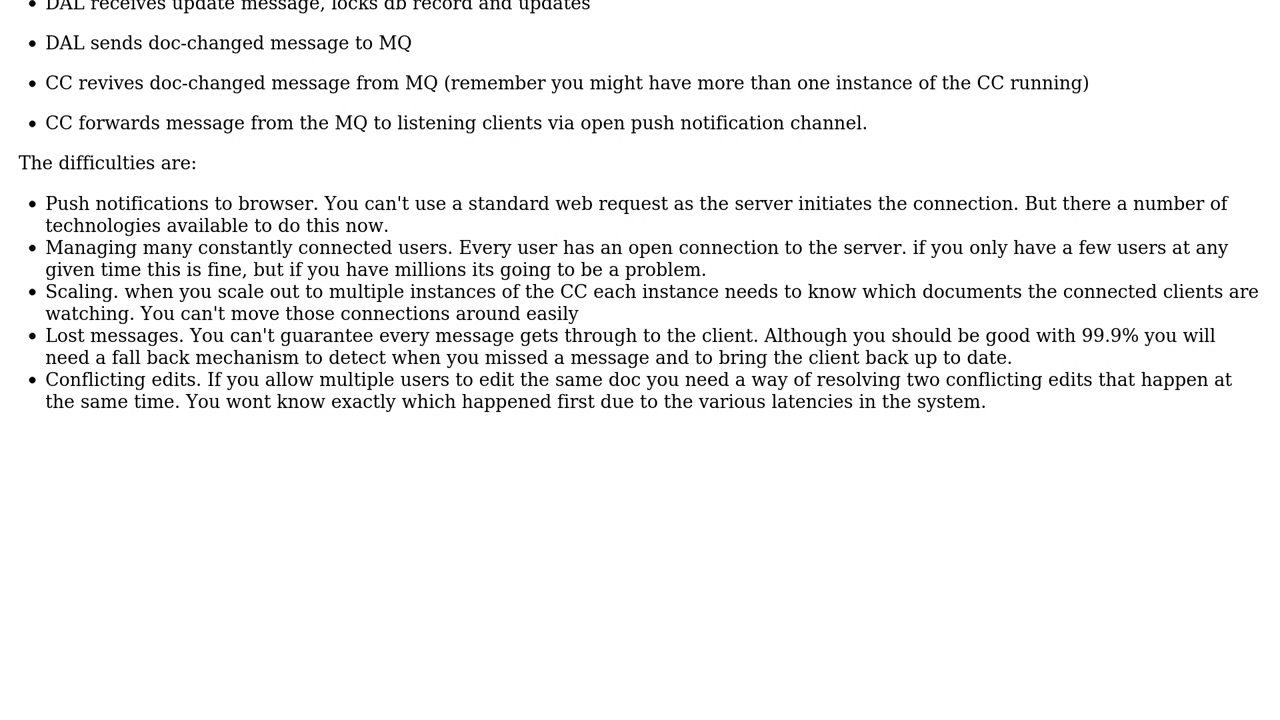 DAL receives update message, locks db record and updates
DAL sends doc-changed message to MQ
CC revives doc-changed message from MQ (remember you might have more than one instance of the CC running)
CC forwards message from the MQ to listening clients via open push notification channel.
The difficulties are:
Push notifications to browser. You can't use a standard web request as the server initiates the connection. But there a number of
technologies available to do this now.
Managing many constantly connected users. Every user has an open connection to the server. if you only have a few users at any
given time this is fine, but if you have millions its going to be a problem.
Scaling. when you scale out to multiple instances of the CC each instance needs to know which documents the connected clients are
watching. You can't move those connections around easily
Lost messages. You can't guarantee every message gets through to the client. Although you should be good with 99.9% you will
need a fall back mechanism to detect when you missed a message and to bring the client back up to date.
Conflicting edits. If you allow multiple users to edit the same doc you need a way of resolving two conflicting edits that happen at
the same time. You wont know exactly which happened first due to the various latencies in the system.